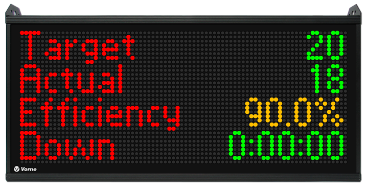 Target 20
Actual 18
Efficiency 90.0%
Down 0:00:00
Vorne